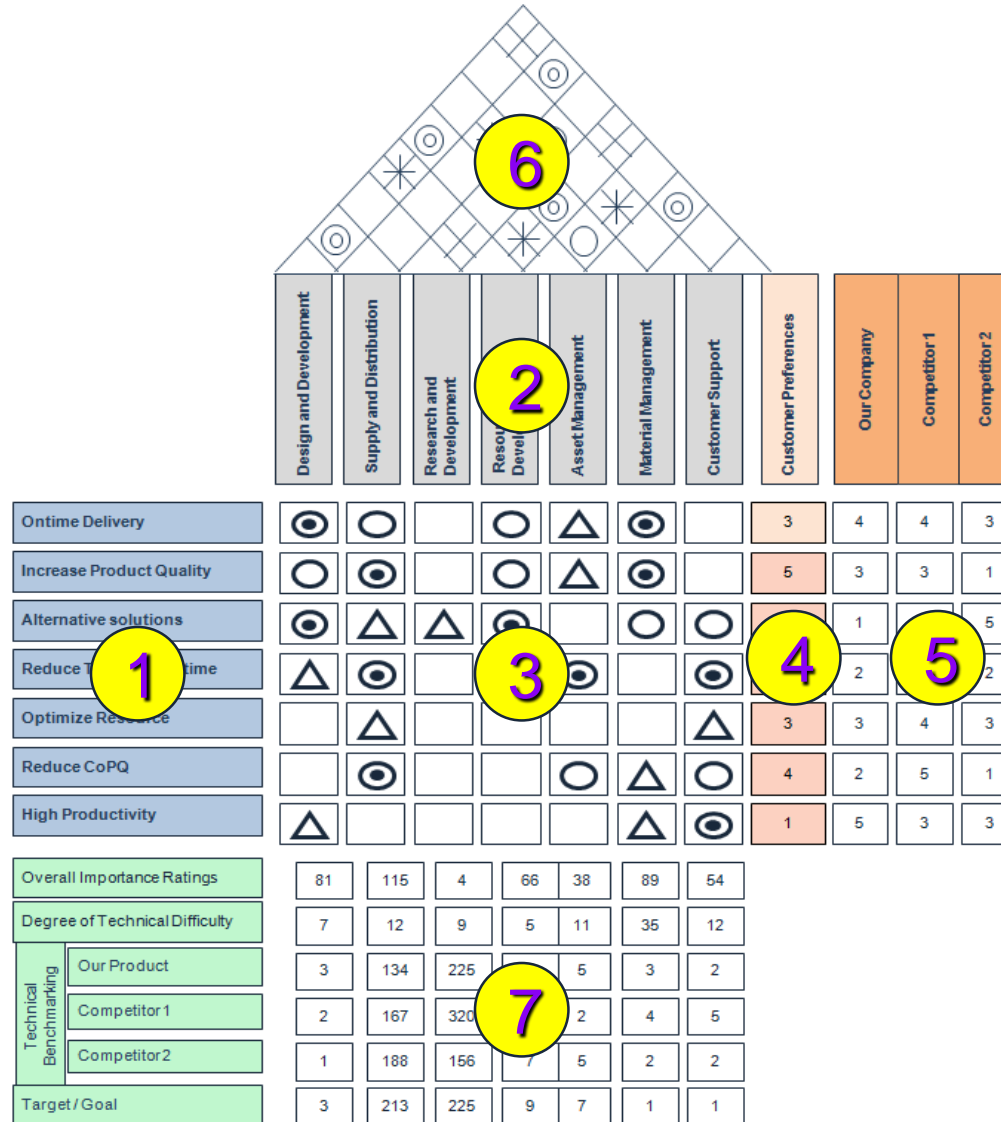 6
Design and Development
Supply and Distribution
Research and
Development
2
Asset Management
Material Management
Customer Support
Customer Preferences
Our Company
Competitor 1
Competitor 2
Ontime Delivery
3 4 4 3
Increase Product Quality
5 3 3 1
Alternative solutions
1 5
Reduce time
1 3 4 2 5 2
Optimize
3 3 4 3
Reduce CoPQ
4 2 5 1
High Productivity
1 5 3 3
Overall Importance Ratings
81 115 4 66 38 89 54
Degree of Technical Difficulty
7 12 9 5 11 35 12
Technical
Benchmarking
Our Product
3 134 225 5 3 2
Competitor1
2 167 320 7 2 4 5
Competitor2
1 188 156 5 2 2
Target / Goal
3 213 225 9 7 1 1